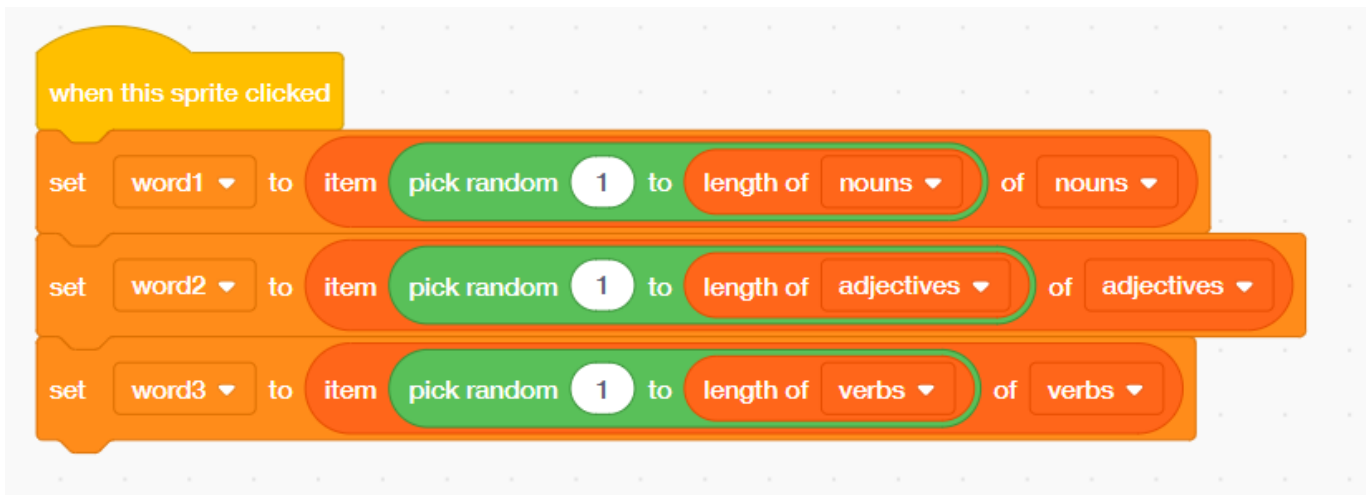 when this sprite clicked
set word1 to item pick random 1 to length of nouns of nouns
set word2 to item pick random 1 to length of adjectives of adjectives
set word3 to item pick random 1 to length of verbs of verbs